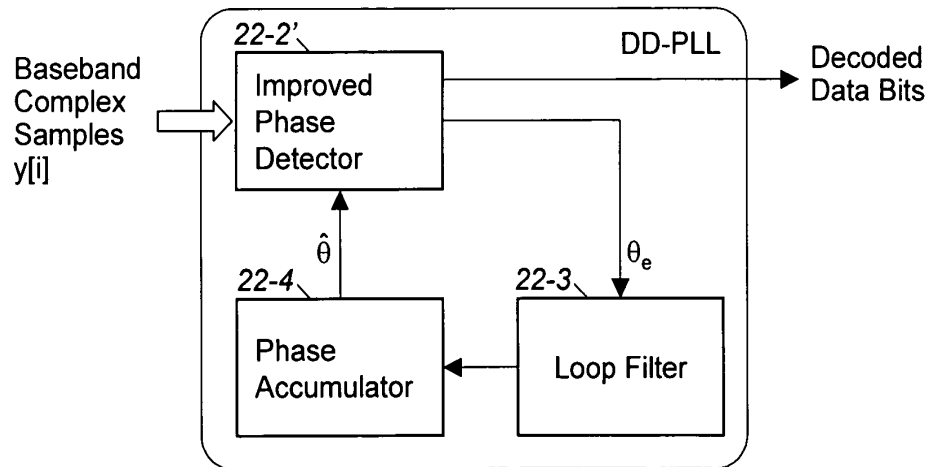 22-2'
DD-PLL
Baseband
Complex
Samples
y[i]
Improved
Phase
Detector
Decoded
Data Bits
θ̂
θe
22-4
22-3
Phase
Accumulator
Loop Filter